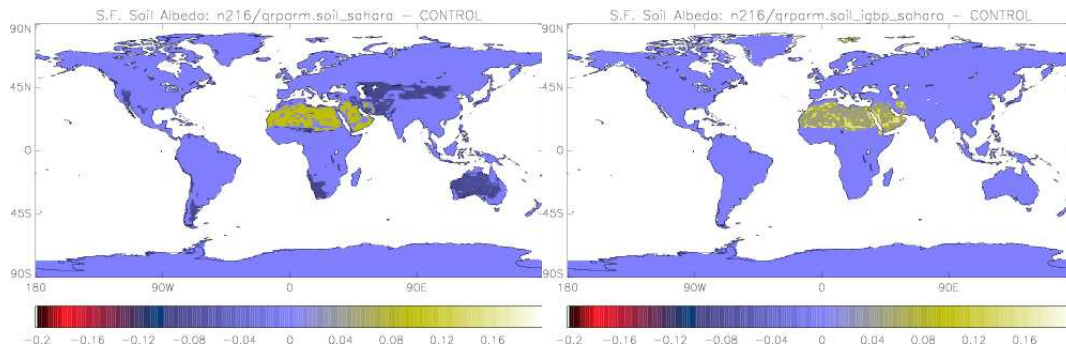 S.F. Soil Albedo: n216/qrparm.soil_sahara – CONTROL
90N
45N
0
45S
90S
180 90W 0 90E
-0.2 -0.16 -0.12 -0.08 -0.04 0 0.04 0.08 0.12 0.16
S.F. Soil Albedo: n216/qrparm.soil_igbp_sahara – CONTROL
90N
45N
0
45S
90S
180 90W 0 90E
-0.2 -0.16 -0.12 -0.08 -0.04 0 0.04 0.08 0.12 0.16